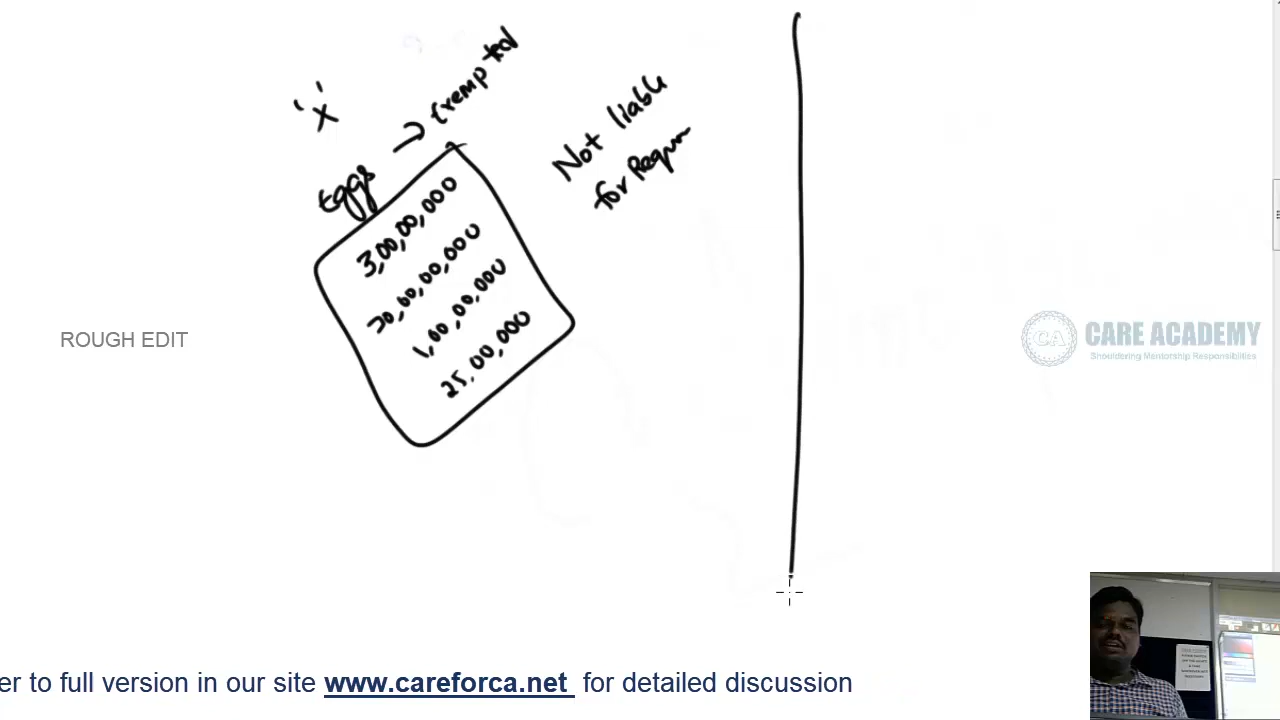 'X'
Eggs → Exempted
3,00,00,000
20,00,00,000
1,00,00,000
25,00,000
Not liable
for Regn
ROUGH EDIT
CA
CARE ACADEMY
Shouldering Mentorship Responsibilities
er to full version in our site www.careforca.net for detailed discussion